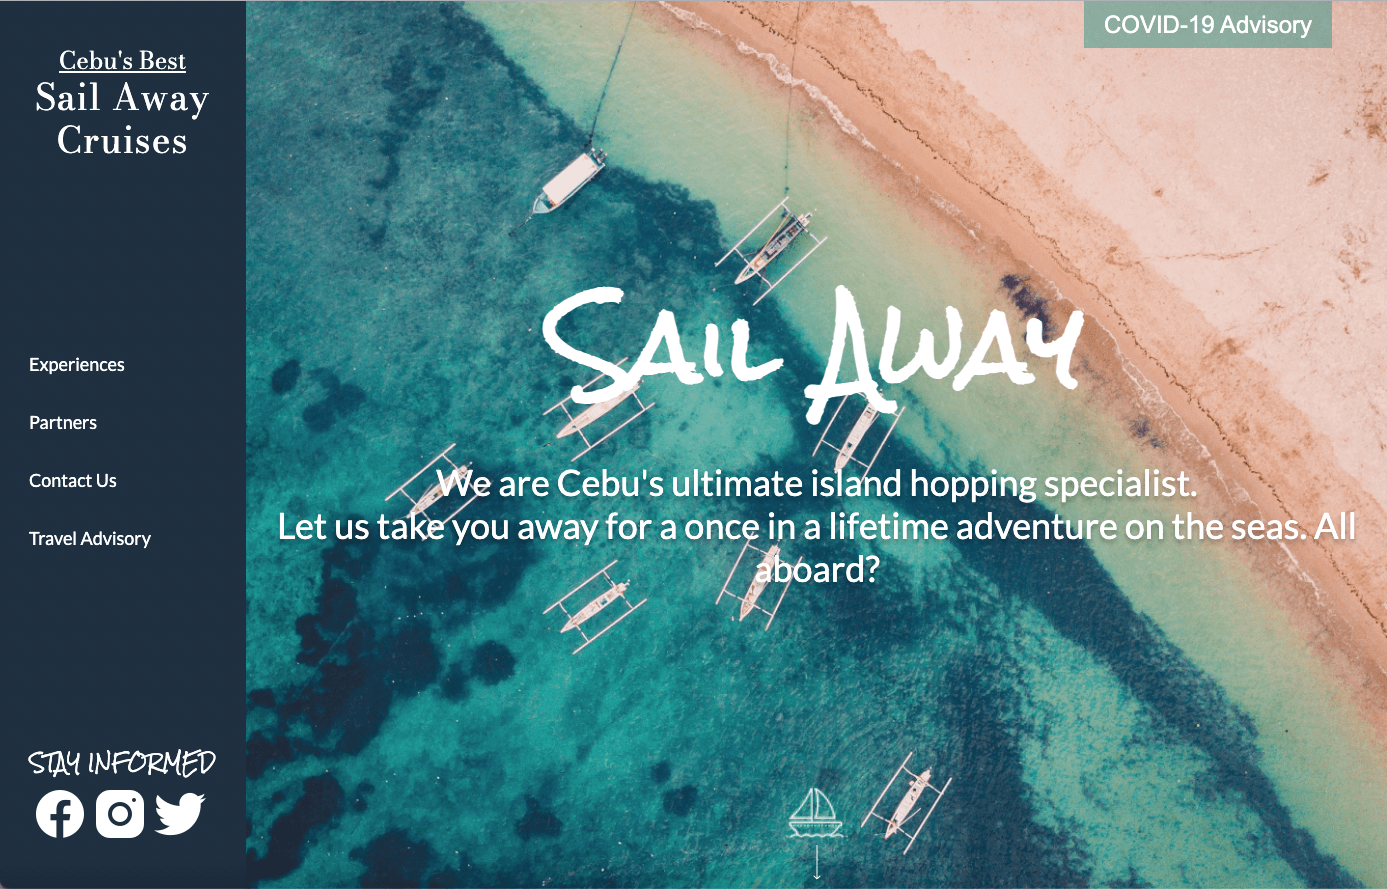 Cebu's Best
Sail Away
Cruises
Experiences
Partners
Contact Us
Travel Advisory
STAY INFORMED
COVID-19 Advisory
SAIL AWAY
We are Cebu's ultimate island hopping specialist.
Let us take you away for a once in a lifetime adventure on the seas. All
aboard?